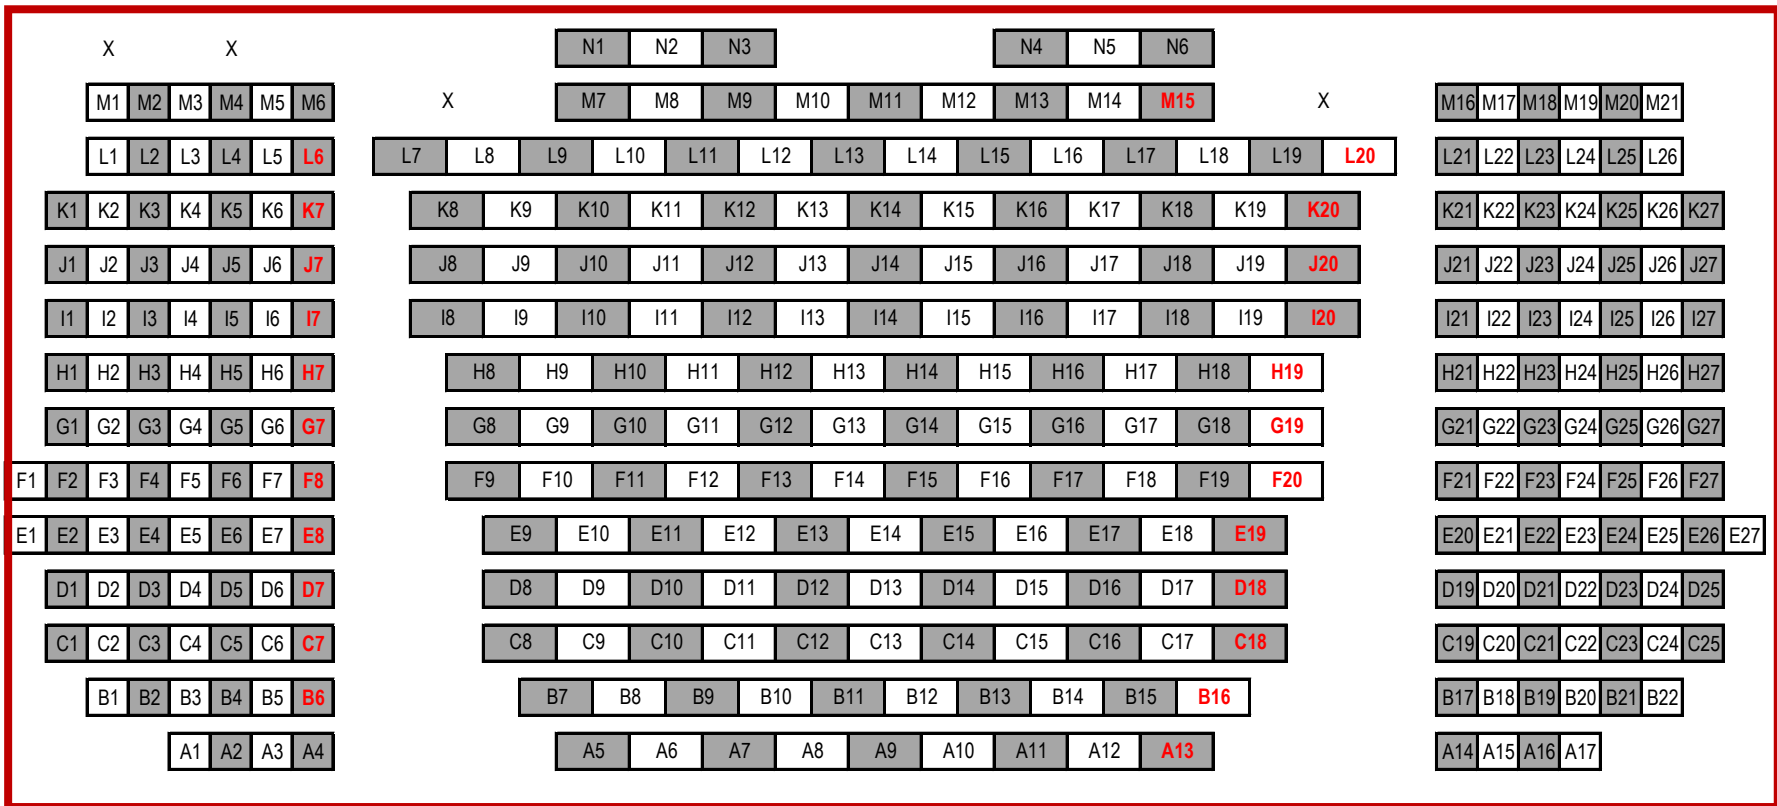 X X N1 N2 N3 N4 N5 N6
M1 M2 M3 M4 M5 M6 X M7 M8 M9 M10 M11 M12 M13 M14 M15 X M16 M17 M18 M19 M20 M21
L1 L2 L3 L4 L5 L6 L7 L8 L9 L10 L11 L12 L13 L14 L15 L16 L17 L18 L19 L20 L21 L22 L23 L24 L25 L26
K1 K2 K3 K4 K5 K6 K7 K8 K9 K10 K11 K12 K13 K14 K15 K16 K17 K18 K19 K20 K21 K22 K23 K24 K25 K26 K27
J1 J2 J3 J4 J5 J6 J7 J8 J9 J10 J11 J12 J13 J14 J15 J16 J17 J18 J19 J20 J21 J22 J23 J24 J25 J26 J27
I1 I2 I3 I4 I5 I6 I7 I8 I9 I10 I11 I12 I13 I14 I15 I16 I17 I18 I19 I20 I21 I22 I23 I24 I25 I26 I27
H1 H2 H3 H4 H5 H6 H7 H8 H9 H10 H11 H12 H13 H14 H15 H16 H17 H18 H19 H21 H22 H23 H24 H25 H26 H27
G1 G2 G3 G4 G5 G6 G7 G8 G9 G10 G11 G12 G13 G14 G15 G16 G17 G18 G19 G21 G22 G23 G24 G25 G26 G27
F1 F2 F3 F4 F5 F6 F7 F8 F9 F10 F11 F12 F13 F14 F15 F16 F17 F18 F19 F20 F21 F22 F23 F24 F25 F26 F27
E1 E2 E3 E4 E5 E6 E7 E8 E9 E10 E11 E12 E13 E14 E15 E16 E17 E18 E19 E20 E21 E22 E23 E24 E25 E26 E27
D1 D2 D3 D4 D5 D6 D7 D8 D9 D10 D11 D12 D13 D14 D15 D16 D17 D18 D19 D20 D21 D22 D23 D24 D25
C1 C2 C3 C4 C5 C6 C7 C8 C9 C10 C11 C12 C13 C14 C15 C16 C17 C18 C19 C20 C21 C22 C23 C24 C25
B1 B2 B3 B4 B5 B6 B7 B8 B9 B10 B11 B12 B13 B14 B15 B16 B17 B18 B19 B20 B21 B22
A1 A2 A3 A4 A5 A6 A7 A8 A9 A10 A11 A12 A13 A14 A15 A16 A17